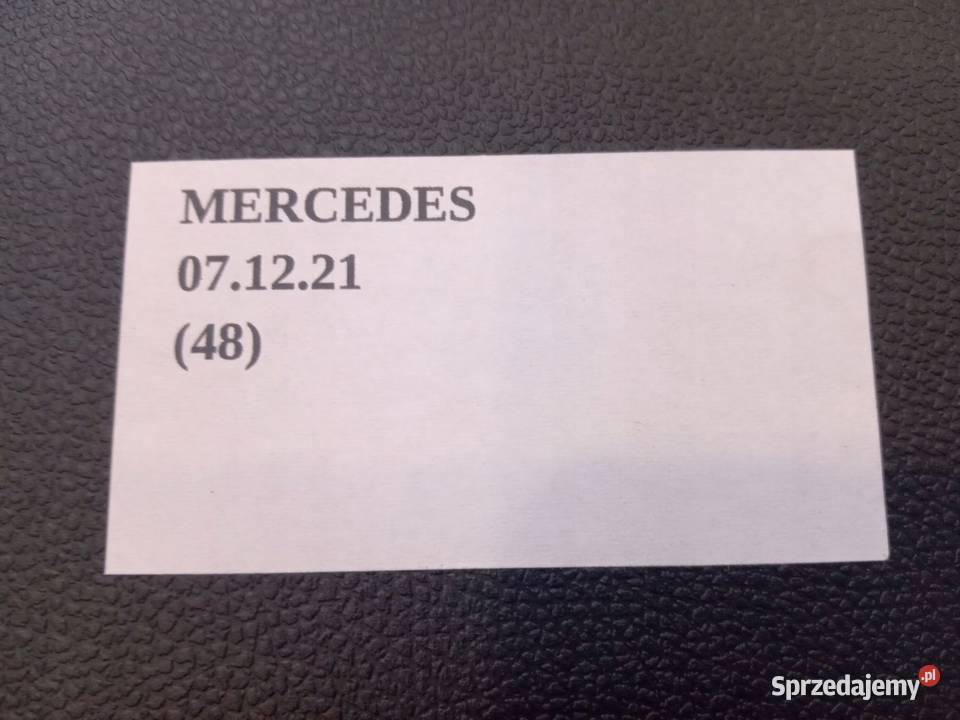 MERCEDES
07.12.21
(48)
Sprzedajemy.pl